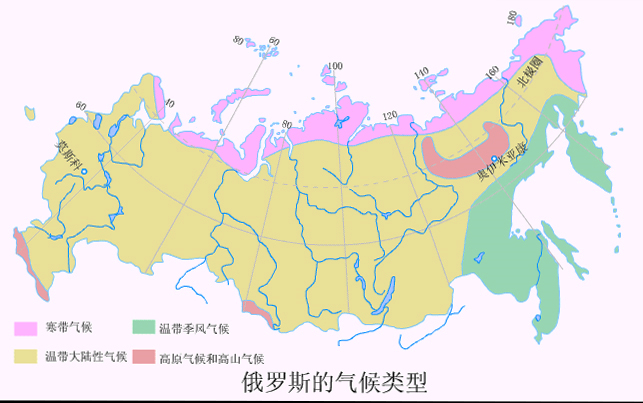 180
80
60
100
140
160
北极圈
60
40
80
120
莫斯科
奥伊米亚康
寒带气候
温带季风气候
温带大陆性气候
高原气候和高山气候
俄罗斯的气候类型